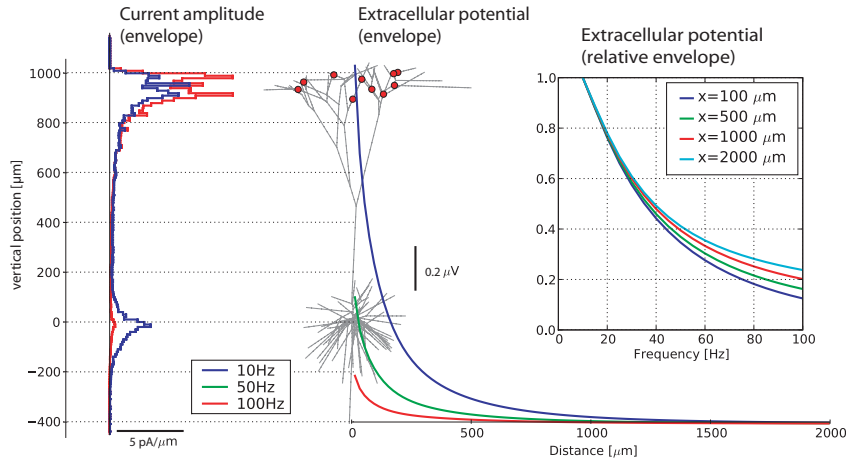 Current amplitude
(envelope)
Extracellular potential
(envelope)
Extracellular potential
(relative envelope)
vertical position [μm]
1000
800
600
400
200
0
−200
−400
5 pA/μm
10Hz
50Hz
100Hz
0.2 μV
0
500
1000
1500
2000
Distance [μm]
1.0
0.8
0.6
0.4
0.2
0.0
0
20
40
60
80
100
Frequency [Hz]
x=100 μm
x=500 μm
x=1000 μm
x=2000 μm